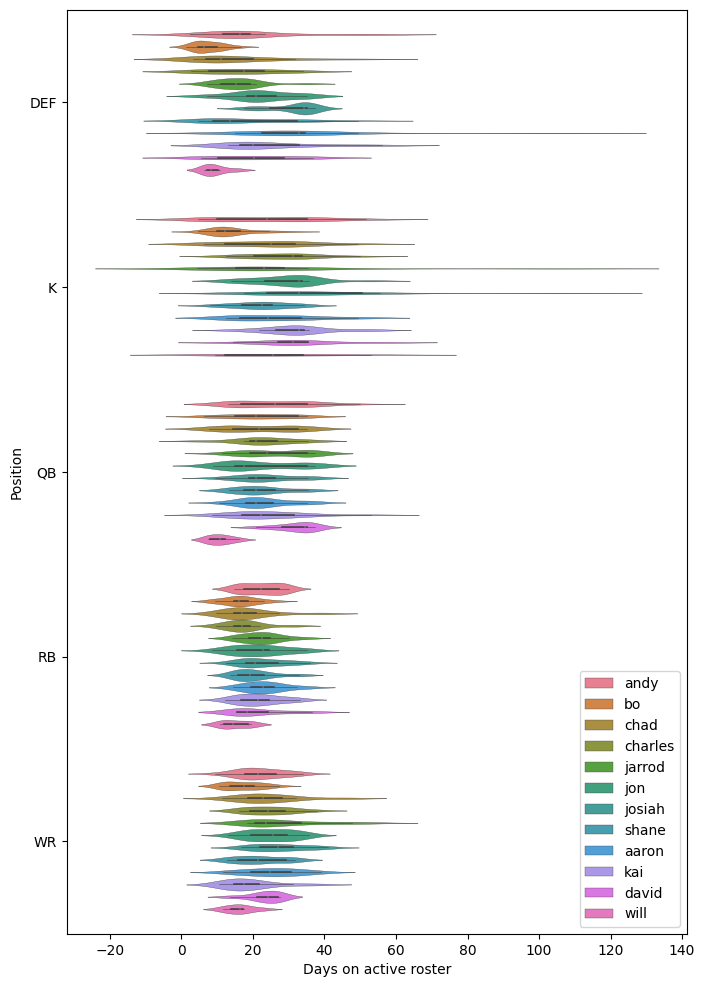 DEF
K
QB
RB
WR
Position
andy
bo
chad
charles
jarrod
jon
josiah
shane
aaron
kai
david
will
−20 0 20 40 60 80 100 120 140
Days on active roster